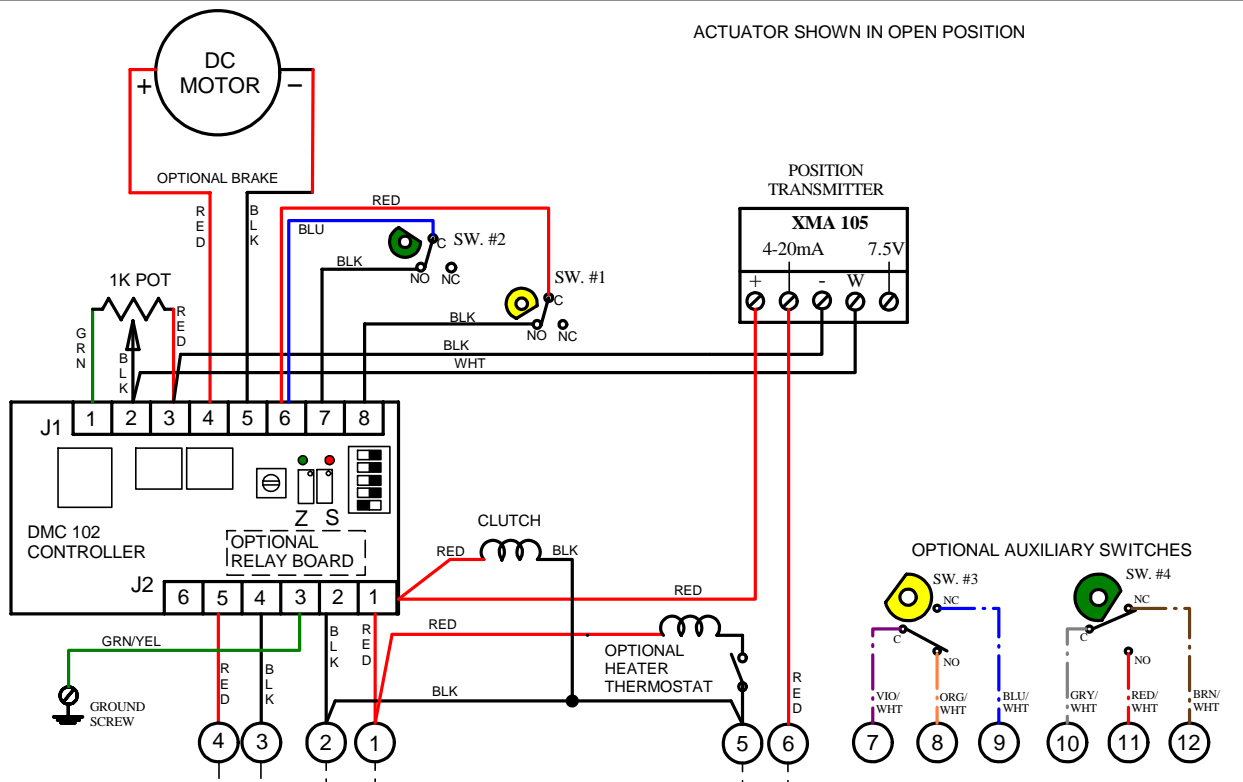 ACTUATOR SHOWN IN OPEN POSITION
DC
MOTOR
+
−
OPTIONAL BRAKE
RED
BLK
RED
BLU
C
SW. #2
BLK
NO
NC
SW. #1
C
BLK
NO
NC
POSITION
TRANSMITTER
XMA 105
4-20mA
7.5V
+
-
W
1K POT
GRN
BLK
RED
BLK
WHT
J1
1
2
3
4
5
6
7
8
Z
S
DMC 102
CONTROLLER
OPTIONAL
RELAY BOARD
J2
6
5
4
3
2
1
CLUTCH
RED
BLK
RED
RED
OPTIONAL
HEATER
THERMOSTAT
BLK
GRN/YEL
GROUND
SCREW
RED
BLK
BLK
RED
RED
4
3
2
1
5
6
OPTIONAL AUXILIARY SWITCHES
SW. #3
NC
C
NO
VIO/
WHT
ORG/
WHT
BLU/
WHT
SW. #4
NC
C
NO
GRY/
WHT
RED/
WHT
BRN/
WHT
7
8
9
10
11
12